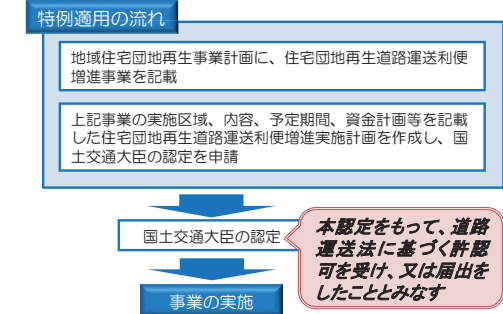 特例適用の流れ
地域住宅団地再生事業計画に、住宅団地再生道路運送利便
増進事業を記載
上記事業の実施区域、内容、予定期間、資金計画等を記載
した住宅団地再生道路運送利便増進実施計画を作成し、国
土交通大臣の認定を申請
国土交通大臣の認定
本認定をもって、道路
運送法に基づく許認
可を受け、又は届出を
したこととみなす
事業の実施